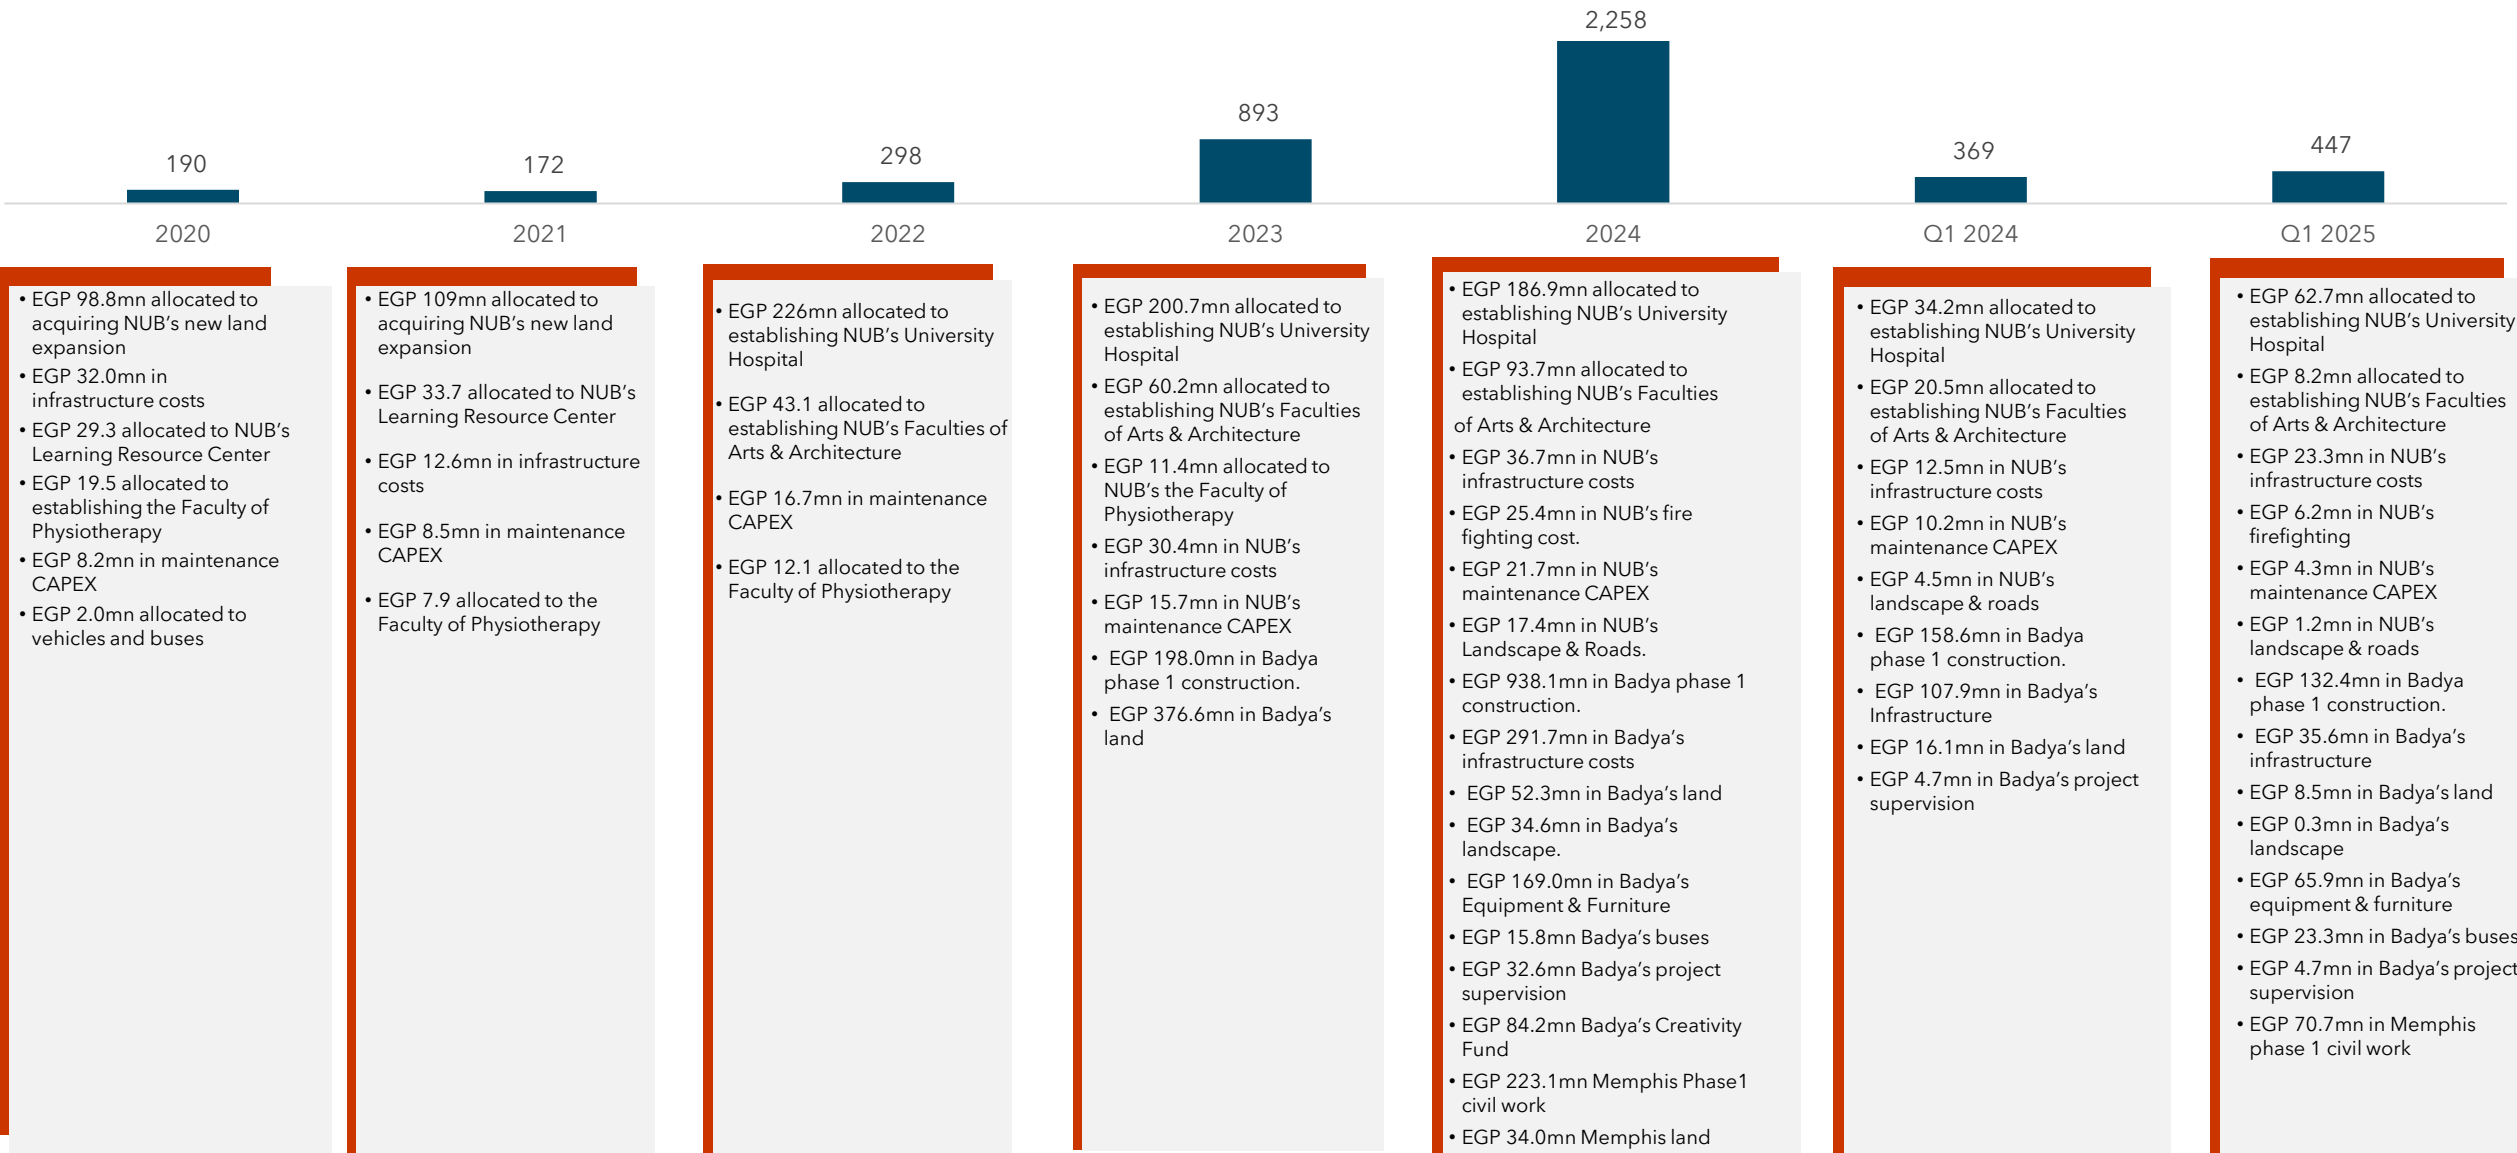 2,258
893
447
369
298
190
172
2020
2021
2022
2023
2024
Q1 2024
Q1 2025
• EGP 98.8mn allocated to
acquiring NUB's new land
expansion
• EGP 32.0mn in
infrastructure costs
• EGP 29.3 allocated to NUB's
Learning Resource Center
• EGP 19.5 allocated to
establishing the Faculty of
Physiotherapy
• EGP 8.2mn in maintenance
CAPEX
• EGP 2.0mn allocated to
vehicles and buses
• EGP 109mn allocated to
acquiring NUB's new land
expansion
• EGP 33.7 allocated to NUB's
Learning Resource Center
• EGP 12.6mn in infrastructure
costs
• EGP 8.5mn in maintenance
CAPEX
• EGP 7.9 allocated to the
Faculty of Physiotherapy
• EGP 226mn allocated to
establishing NUB's University
Hospital
• EGP 43.1 allocated to
establishing NUB's Faculties of
Arts & Architecture
• EGP 16.7mn in maintenance
CAPEX
• EGP 12.1 allocated to the
Faculty of Physiotherapy
• EGP 200.7mn allocated to
establishing NUB's University
Hospital
• EGP 60.2mn allocated to
establishing NUB's Faculties
of Arts & Architecture
• EGP 11.4mn allocated to
NUB's the Faculty of
Physiotherapy
• EGP 30.4mn in NUB's
infrastructure costs
• EGP 15.7mn in NUB's
maintenance CAPEX
• EGP 198.0mn in Badya
phase 1 construction.
• EGP 376.6mn in Badya's
land
• EGP 186.9mn allocated to
establishing NUB's University
Hospital
• EGP 93.7mn allocated to
establishing NUB's Faculties
of Arts & Architecture
• EGP 36.7mn in NUB's
infrastructure costs
• EGP 25.4mn in NUB's fire
fighting cost.
• EGP 21.7mn in NUB's
maintenance CAPEX
• EGP 17.4mn in NUB's
Landscape & Roads.
• EGP 938.1mn in Badya phase 1
construction.
• EGP 291.7mn in Badya's
infrastructure costs
• EGP 52.3mn in Badya's land
• EGP 34.6mn in Badya's
landscape.
• EGP 169.0mn in Badya's
Equipment & Furniture
• EGP 15.8mn Badya's buses
• EGP 32.6mn Badya's project
supervision
• EGP 84.2mn Badya's Creativity
Fund
• EGP 223.1mn Memphis Phase1
civil work
• EGP 34.0mn Memphis land
• EGP 34.2mn allocated to
establishing NUB's University
Hospital
• EGP 20.5mn allocated to
establishing NUB's Faculties
of Arts & Architecture
• EGP 12.5mn in NUB's
infrastructure costs
• EGP 10.2mn in NUB's
maintenance CAPEX
• EGP 4.5mn in NUB's
landscape & roads
• EGP 158.6mn in Badya
phase 1 construction.
• EGP 107.9mn in Badya's
Infrastructure
• EGP 16.1mn in Badya's land
• EGP 4.7mn in Badya's project
supervision
• EGP 62.7mn allocated to
establishing NUB's University
Hospital
• EGP 8.2mn allocated to
establishing NUB's Faculties
of Arts & Architecture
• EGP 23.3mn in NUB's
infrastructure costs
• EGP 6.2mn in NUB's
firefighting
• EGP 4.3mn in NUB's
maintenance CAPEX
• EGP 1.2mn in NUB's
landscape & roads
• EGP 132.4mn in Badya
phase 1 construction.
• EGP 35.6mn in Badya's
infrastructure
• EGP 8.5mn in Badya's land
• EGP 0.3mn in Badya's
landscape
• EGP 65.9mn in Badya's
equipment & furniture
• EGP 23.3mn in Badya's buses
• EGP 4.7mn in Badya's project
supervision
• EGP 70.7mn in Memphis
phase 1 civil work